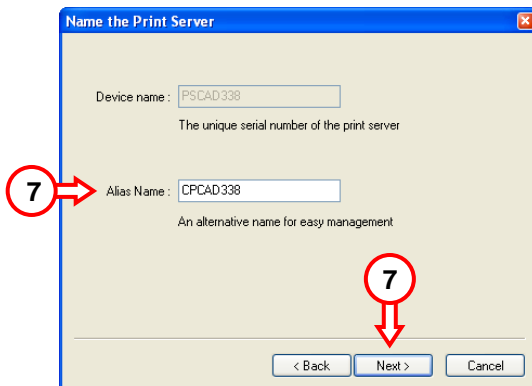 Name the Print Server
Device name : PSCAD338
The unique serial number of the print server
7
Alias Name : CPCAD338
An alternative name for easy management
7
< Back Next > Cancel